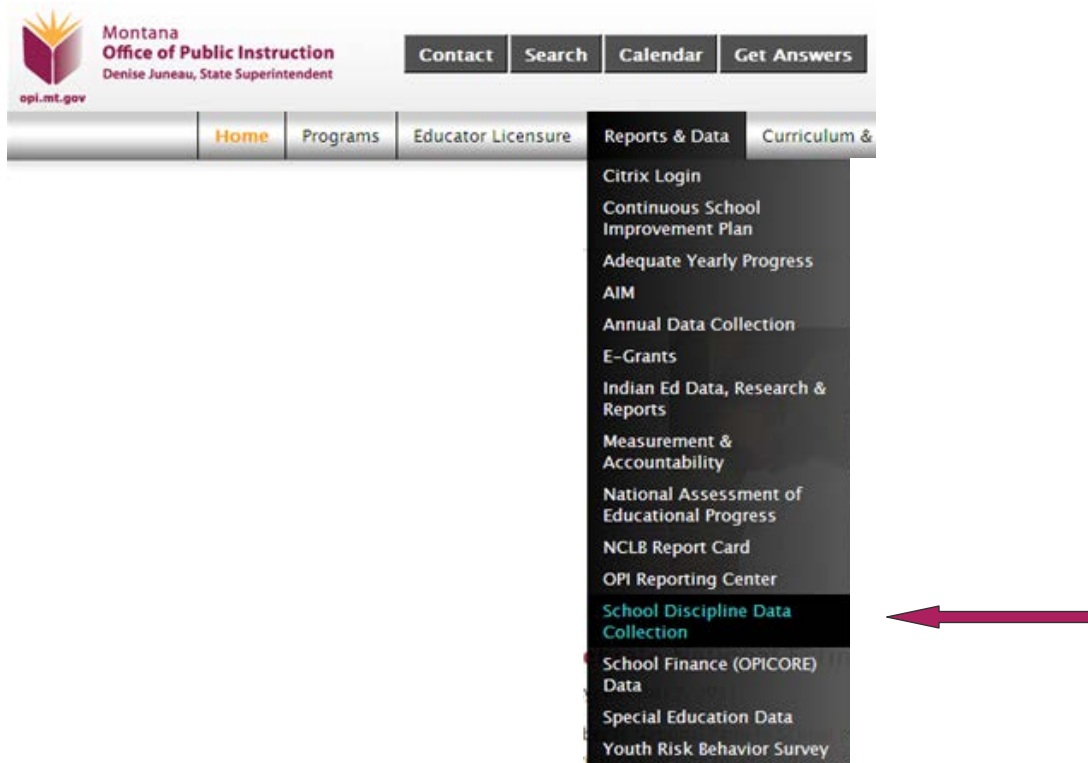 Montana
Office of Public Instruction
Denise Juneau, State Superintendent
opi.mt.gov
Contact Search Calendar Get Answers
Home Programs Educator Licensure Reports & Data Curriculum &
Citrix Login
Continuous School
Improvement Plan
Adequate Yearly Progress
AIM
Annual Data Collection
E-Grants
Indian Ed Data, Research &
Reports
Measurement &
Accountability
National Assessment of
Educational Progress
NCLB Report Card
OPI Reporting Center
School Discipline Data
Collection
School Finance (OPICORE)
Data
Special Education Data
Youth Risk Behavior Survey